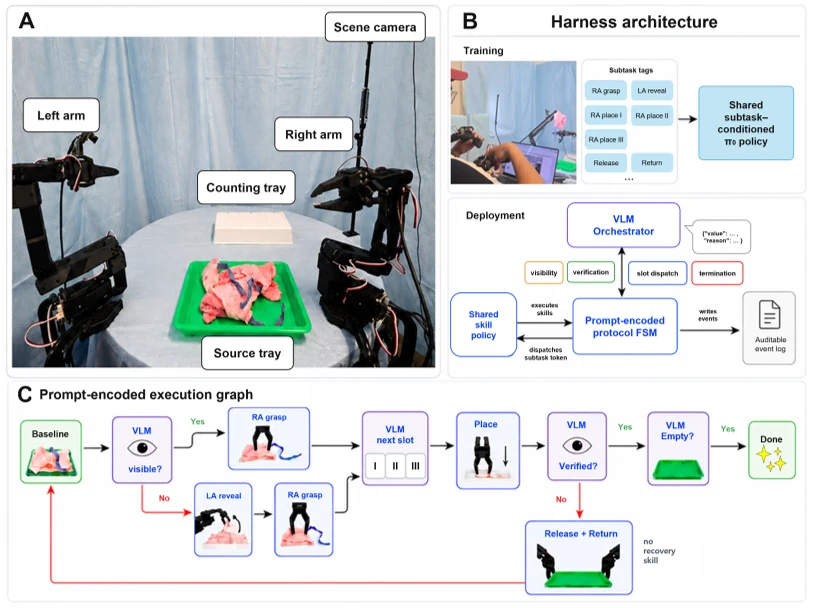 A
Scene camera
Left arm
Right arm
Counting tray
Source tray
B
Harness architecture
Training
Subtask tags
RA grasp
LA reveal
RA place I
RA place II
RA place III
Release
Return
...
Shared
subtask–
conditioned
π₀ policy
Deployment
VLM
Orchestrator
{"value": ... ,
"reason": ... }
visibility
verification
slot dispatch
termination
Shared
skill
policy
executes
skills
dispatches
subtask token
Prompt-encoded
protocol FSM
writes
events
Auditable
event log
C
Prompt-encoded execution graph
Baseline
VLM
visible?
Yes
No
RA grasp
LA reveal
RA grasp
VLM
next slot
I
II
III
Place
VLM
Verified?
Yes
No
VLM
Empty?
Yes
Done
Release + Return
no
recovery
skill